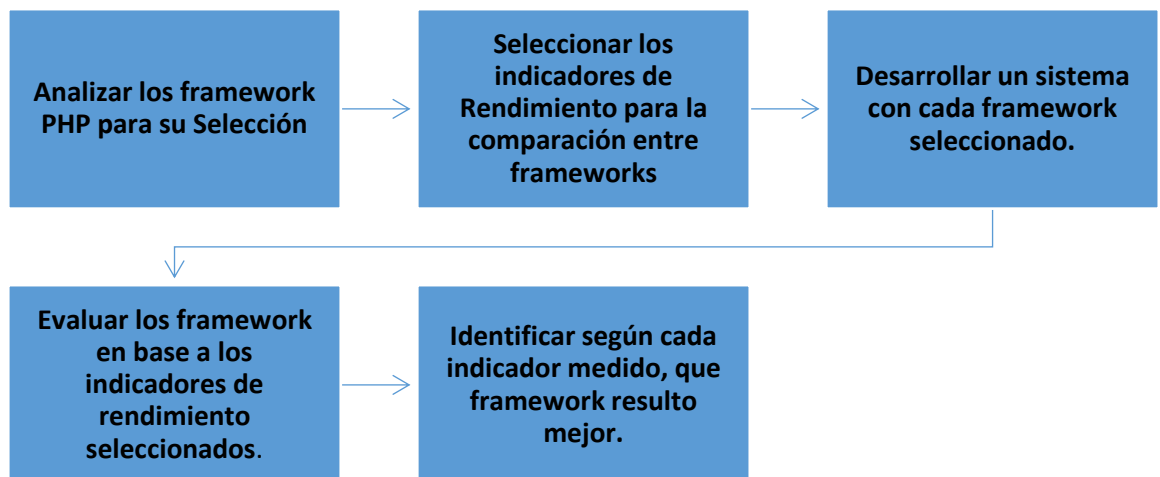 Analizar los framework
PHP para su Selección
Seleccionar los
indicadores de
Rendimiento para la
comparación entre
frameworks
Desarrollar un sistema
con cada framework
seleccionado.
Evaluar los framework
en base a los
indicadores de
rendimiento
seleccionados.
Identificar según cada
indicador medido, que
framework resulto
mejor.